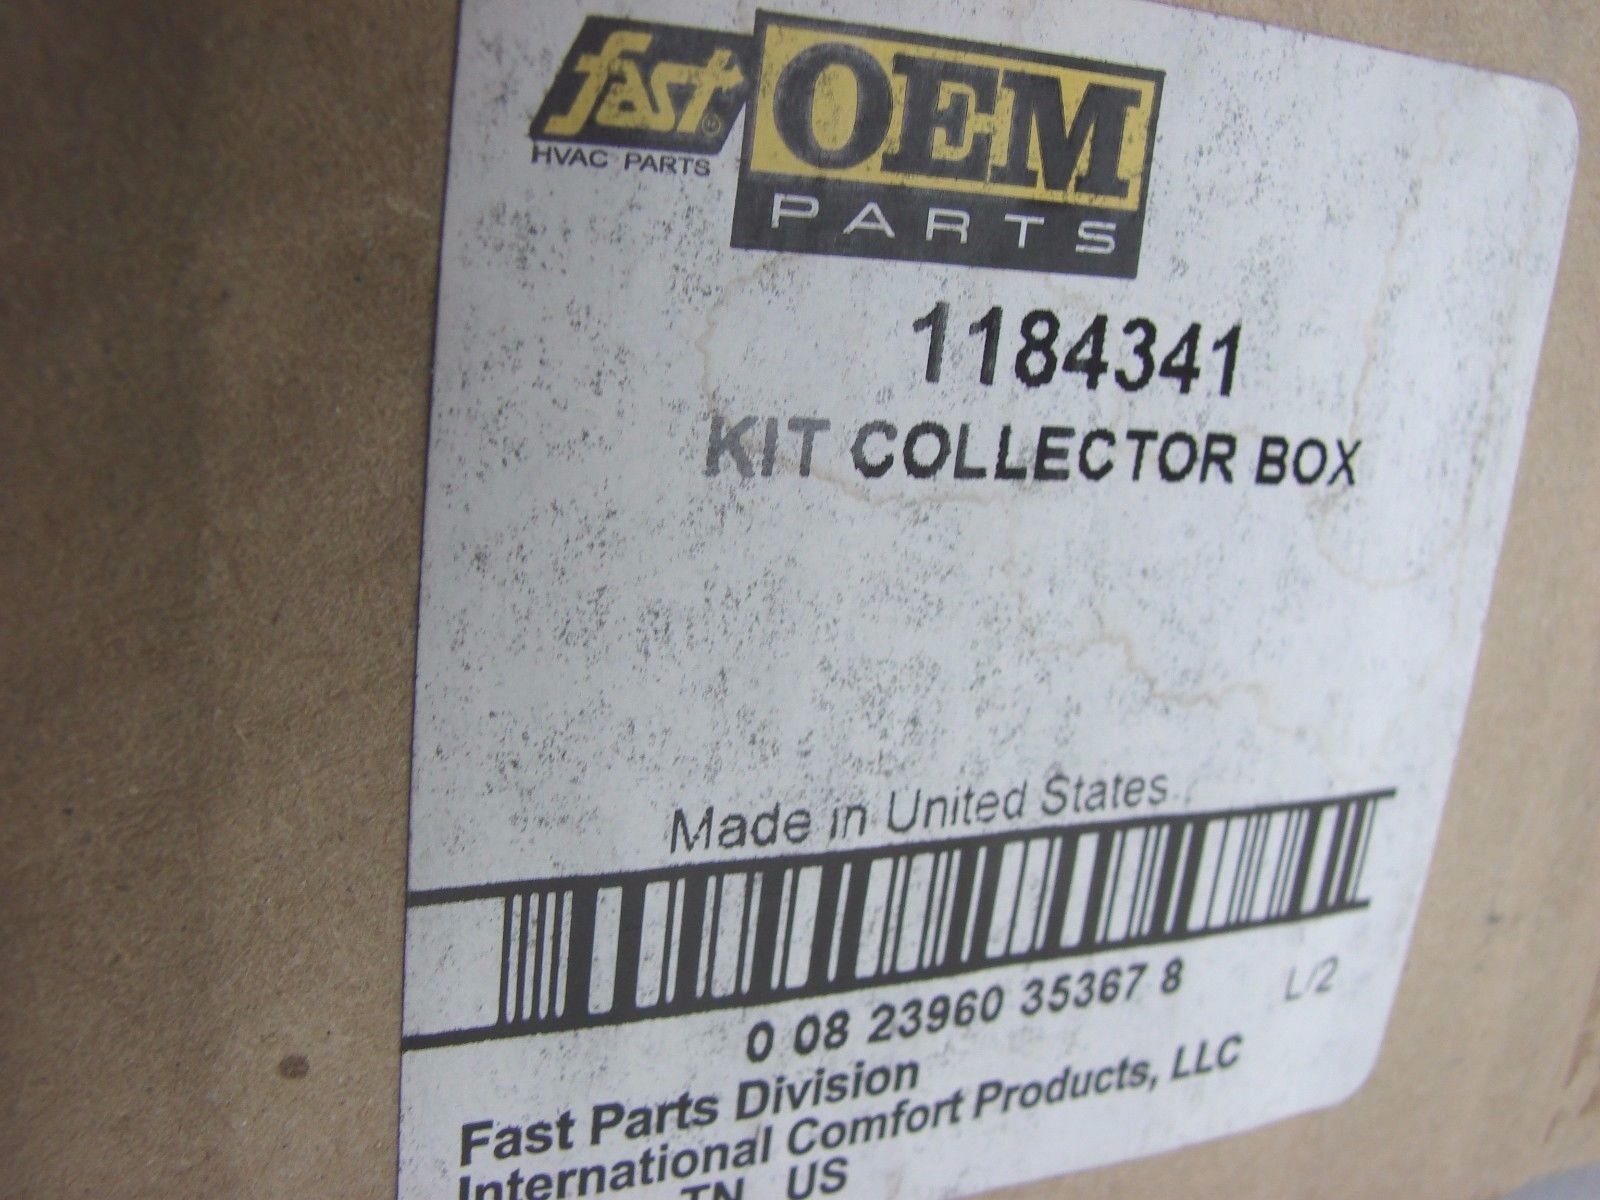 fast OEM
HVAC PARTS
PARTS
1184341
KIT COLLECTOR BOX
Made in United States
0 08 23960 35367 8
L/2
Fast Parts Division
International Comfort Products, LLC
TN US